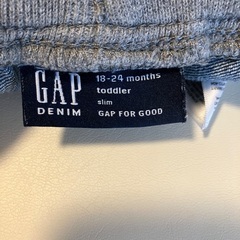 GAP
DENIM
18-24 months
toddler
slim
GAP FOR GOOD